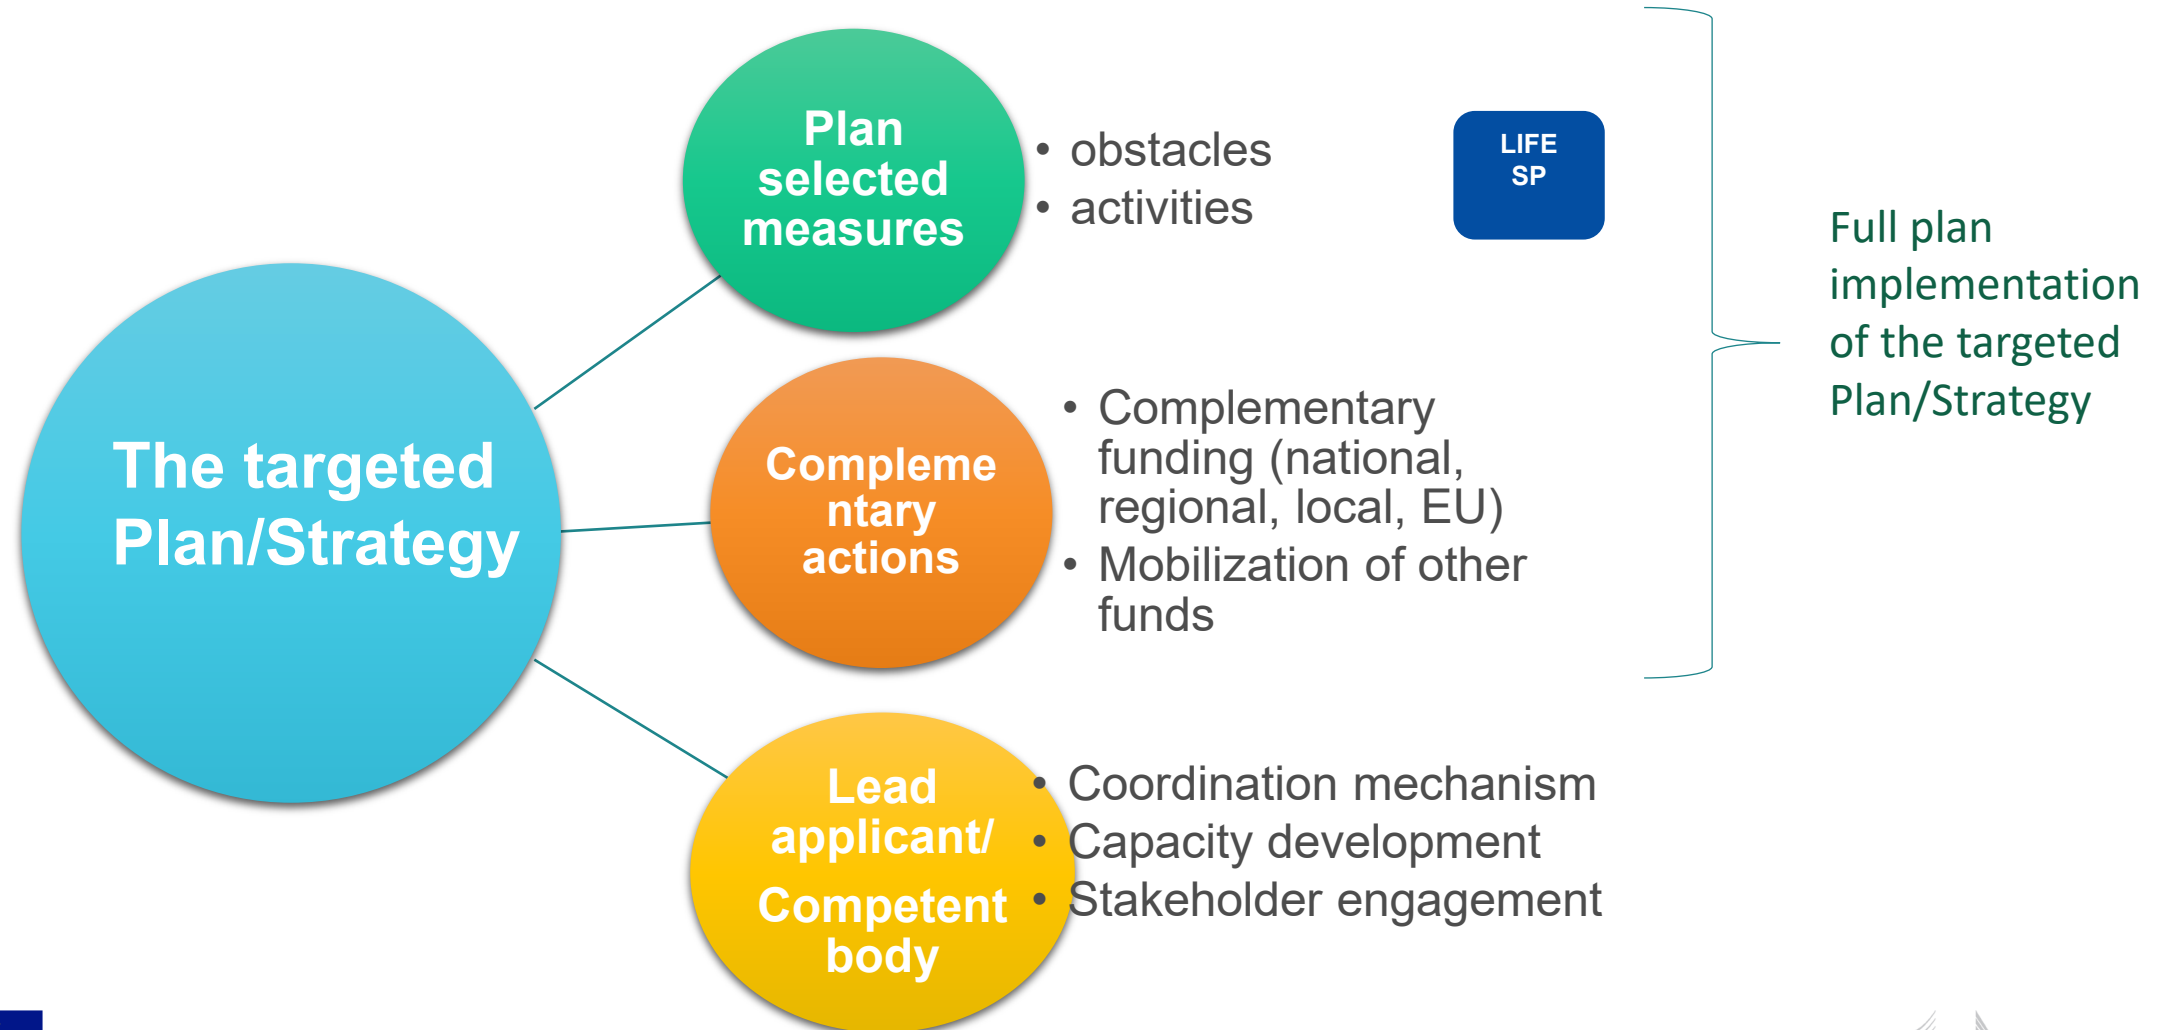 The targeted
Plan/Strategy
Plan
selected
measures
• obstacles
• activities
LIFE
SP
Compleme
ntary
actions
• Complementary
funding (national,
regional, local, EU)
• Mobilization of other
funds
Lead
applicant/
Competent
body
• Coordination mechanism
• Capacity development
• Stakeholder engagement
Full plan
implementation
of the targeted
Plan/Strategy